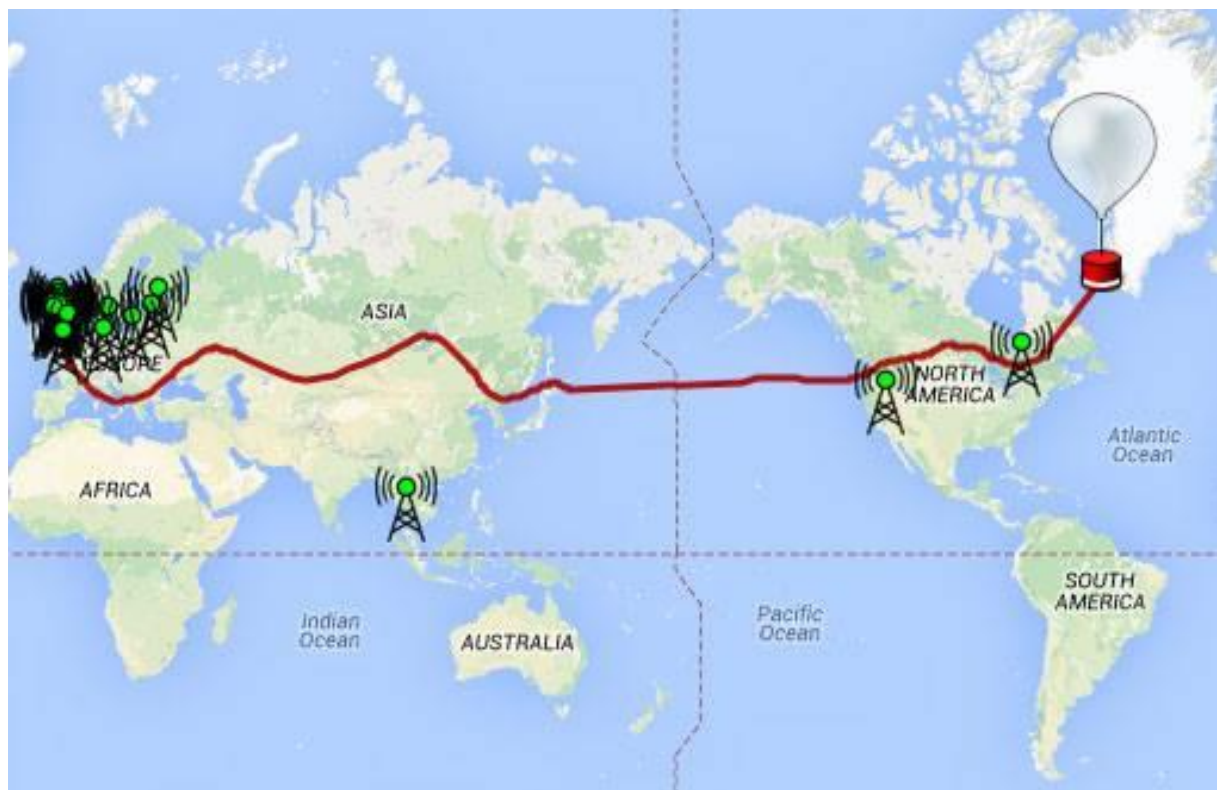 ASIA
NORTH
AMERICA
Atlantic
Ocean
AFRICA
SOUTH
AMERICA
Indian
Ocean
Pacific
Ocean
AUSTRALIA